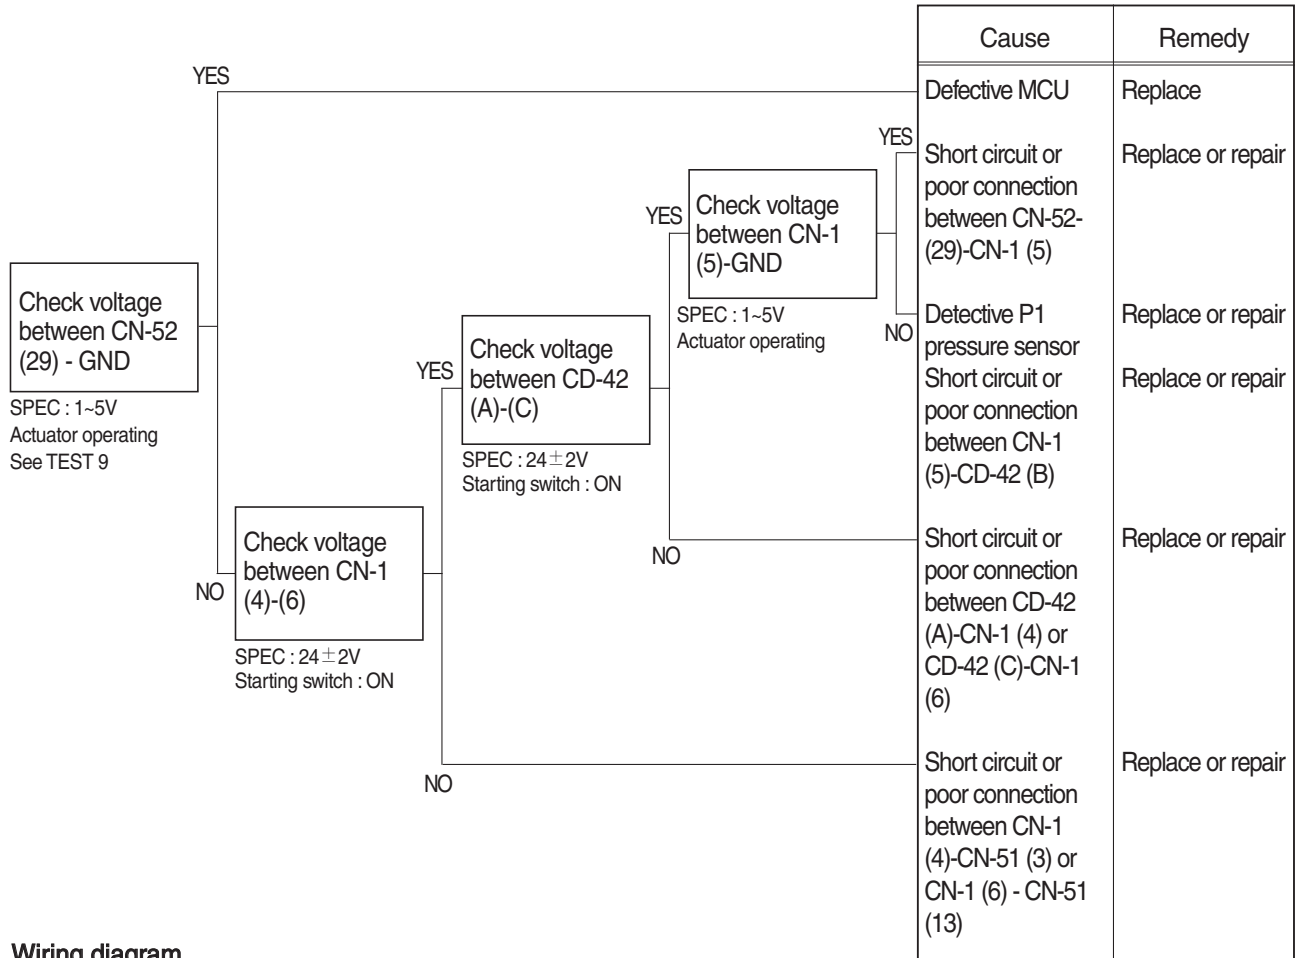 Cause
Remedy
YES
Defective MCU
Replace
YES
Short circuit or
poor connection
between CN-52-
(29)-CN-1 (5)
Replace or repair
YES
Check voltage
between CN-1
(5)-GND
SPEC : 1~5V
Actuator operating
NO
Detective P1
pressure sensor
Replace or repair
Short circuit or
poor connection
between CN-1
(5)-CD-42 (B)
Replace or repair
Check voltage
between CN-52
(29) - GND
SPEC : 1~5V
Actuator operating
See TEST 9
YES
Check voltage
between CD-42
(A)-(C)
SPEC : 24±2V
Starting switch : ON
NO
Short circuit or
poor connection
between CD-42
(A)-CN-1 (4) or
CD-42 (C)-CN-1
(6)
Replace or repair
NO
Check voltage
between CN-1
(4)-(6)
SPEC : 24±2V
Starting switch : ON
NO
Short circuit or
poor connection
between CN-1
(4)-CN-51 (3) or
CN-1 (6) - CN-51
(13)
Replace or repair
Wiring diagram